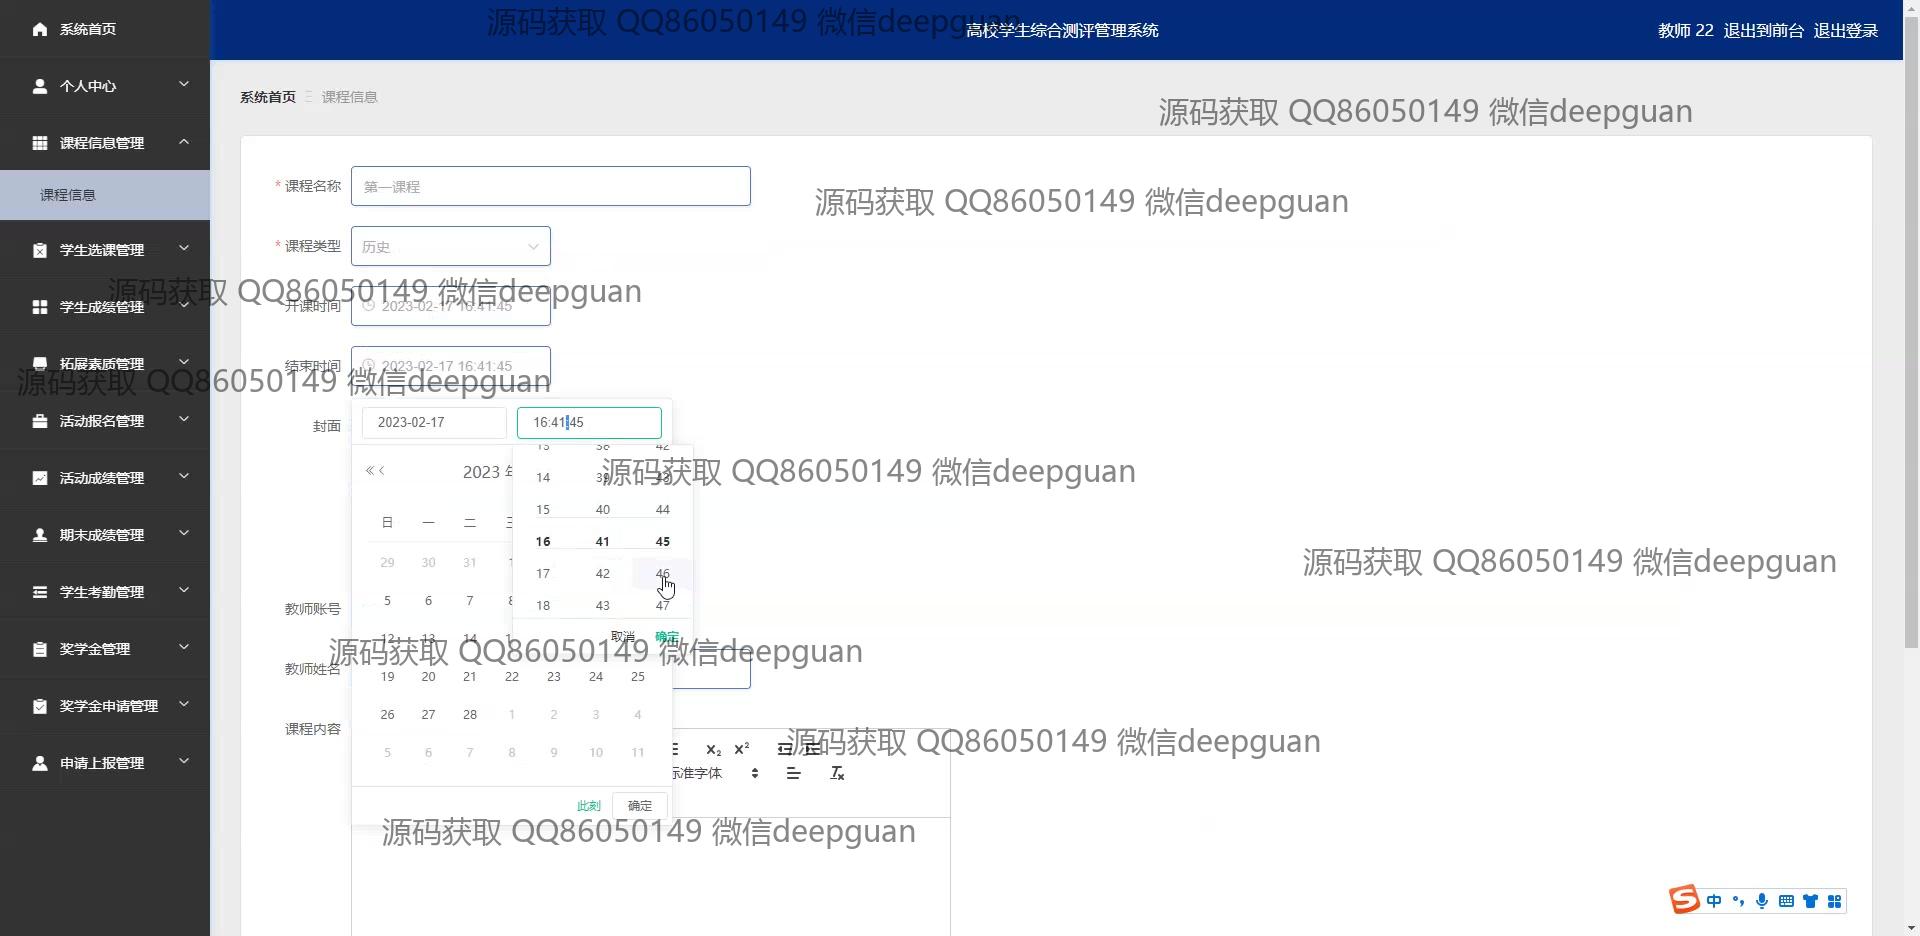 系统首页
个人中心
课程信息管理
课程信息
学生选课管理
学生成绩管理
拓展素质管理
活动报名管理
活动成绩管理
期末成绩管理
学生考勤管理
奖学金管理
奖学金申请管理
申请上报管理
高校学生综合测评管理系统
教师 22 退出到前台 退出登录
源码获取 QQ86050149 微信deepguan
系统首页 课程信息
源码获取 QQ86050149 微信deepguan
* 课程名称 第一课程
源码获取 QQ86050149 微信deepguan
* 课程类型 历史
源码获取 QQ86050149 微信deepguan
开课时间 2023-02-17 16:41:45
结束时间 2023-02-17 16:41:45
源码获取 QQ86050149 微信deepguan
封面
2023-02-17 16:41:45
2023 年
源码获取 QQ86050149 微信deepguan
日 一 二 三
29 30 31 1
5 6 7 8
12 13 14
19 20 21 22 23 24 25
26 27 28 1 2 3 4
5 6 7 8 9 10 11
13 38 42
14 39 43
15 40 44
16 41 45
17 42 46
18 43 47
取消 确定
源码获取 QQ86050149 微信deepguan
教师账号
源码获取 QQ86050149 微信deepguan
教师姓名
课程内容
X₂ X²
源码获取 QQ86050149 微信deepguan
标准字体
此刻 确定
源码获取 QQ86050149 微信deepguan
中